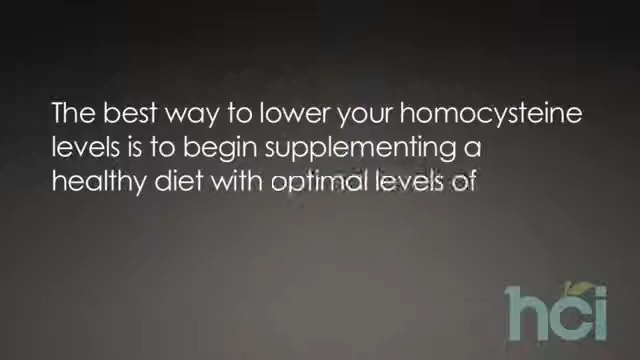 The best way to lower your homocysteine
levels is to begin supplementing a
healthy diet with optimal levels of
hci